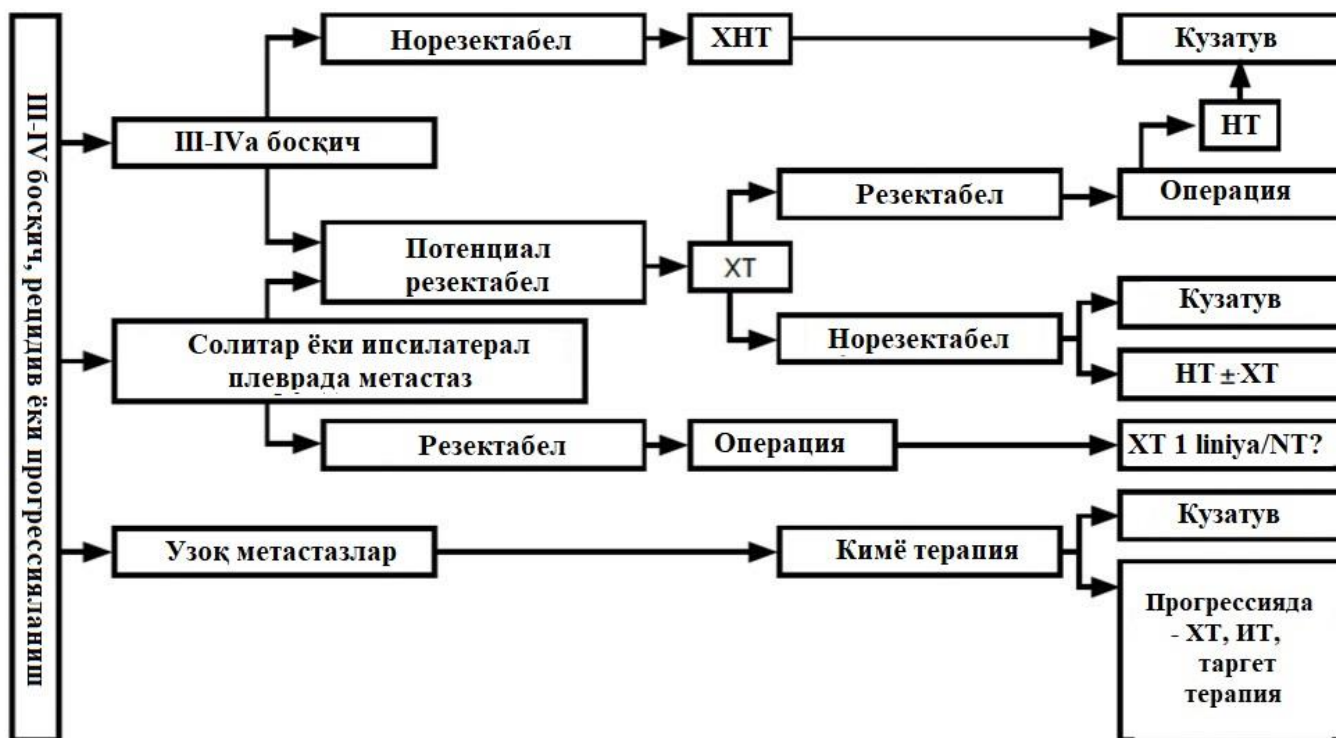 III-IV босқич, рецидив ёки прогрессияланиш
Норезектабел
ХНТ
Кузатув
НТ
III-IVa босқич
Резектабел
Операция
Потенциал
резектабел
ХТ
Кузатув
Солитар ёки ипсилатерал
плеврада метастаз
Норезектабел
НТ ± ХТ
Резектабел
Операция
ХТ 1 liniya/NT?
Кузатув
Узоқ метастазлар
Кимё терапия
Прогрессияда
- ХТ, ИТ,
таргет
терапия